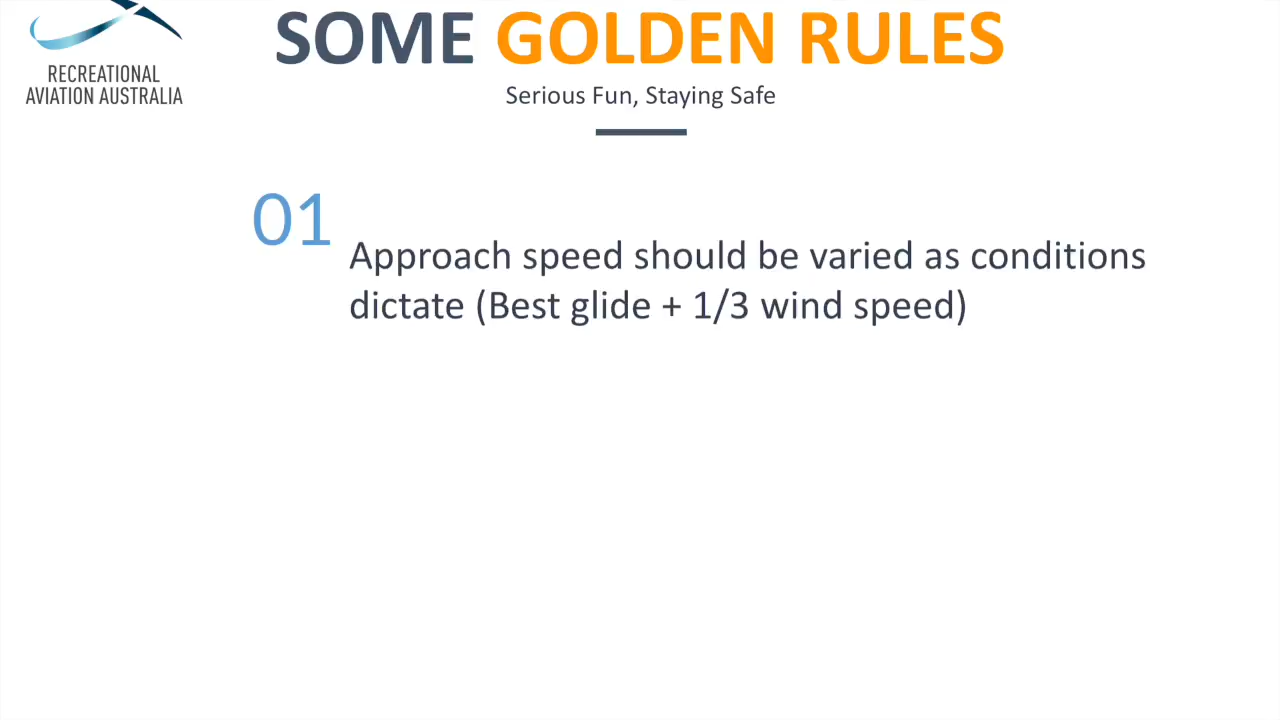 SOME GOLDEN RULES
RECREATIONAL
AVIATION AUSTRALIA
Serious Fun, Staying Safe
01
Approach speed should be varied as conditions
dictate (Best glide + 1/3 wind speed)